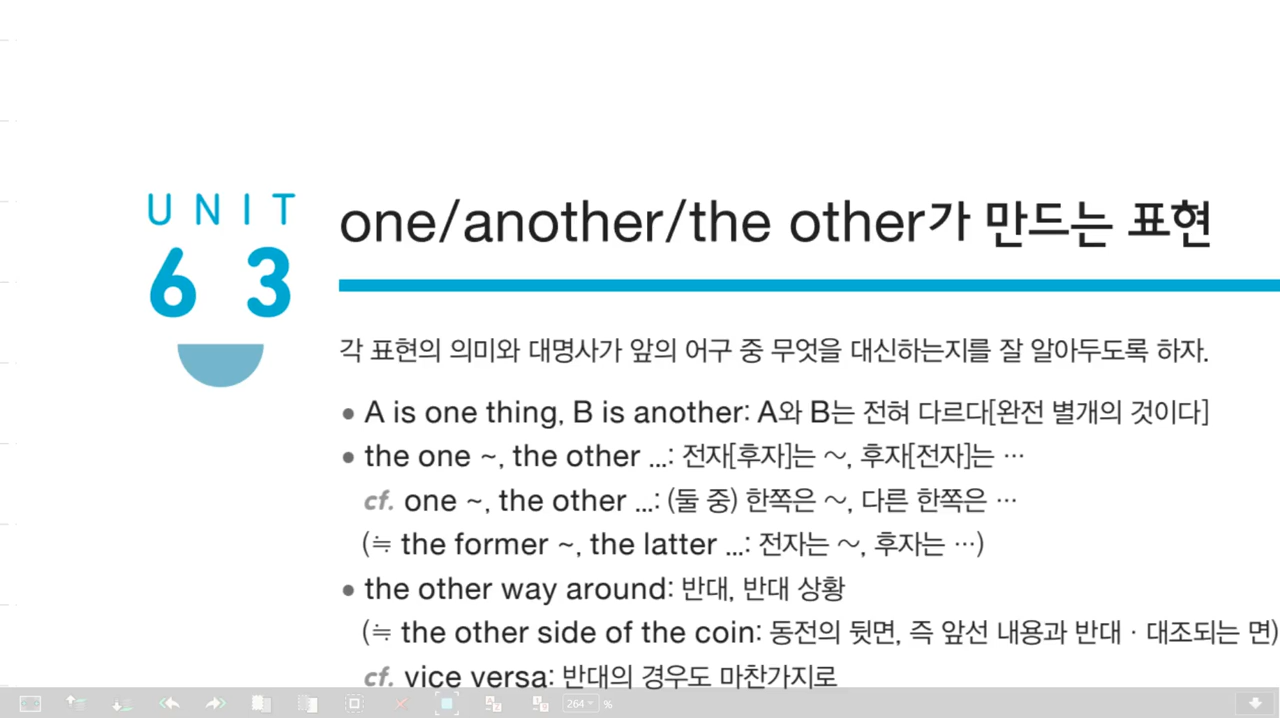 UNIT
63
one/another/the other가 만드는 표현
각 표현의 의미와 대명사가 앞의 어구 중 무엇을 대신하는지를 잘 알아두도록 하자.
• A is one thing, B is another: A와 B는 전혀 다르다[완전 별개의 것이다]
• the one ~, the other ...: 전자[후자]는 ~, 후자[전자]는 …
cf. one ~, the other ...: (둘 중) 한쪽은 ~, 다른 한쪽은 …
(≒ the former ~, the latter ...: 전자는 ~, 후자는 …)
• the other way around: 반대, 반대 상황
(≒ the other side of the coin: 동전의 뒷면, 즉 앞선 내용과 반대 · 대조되는 면)
cf. vice versa: 반대의 경우도 마찬가지로
264 %